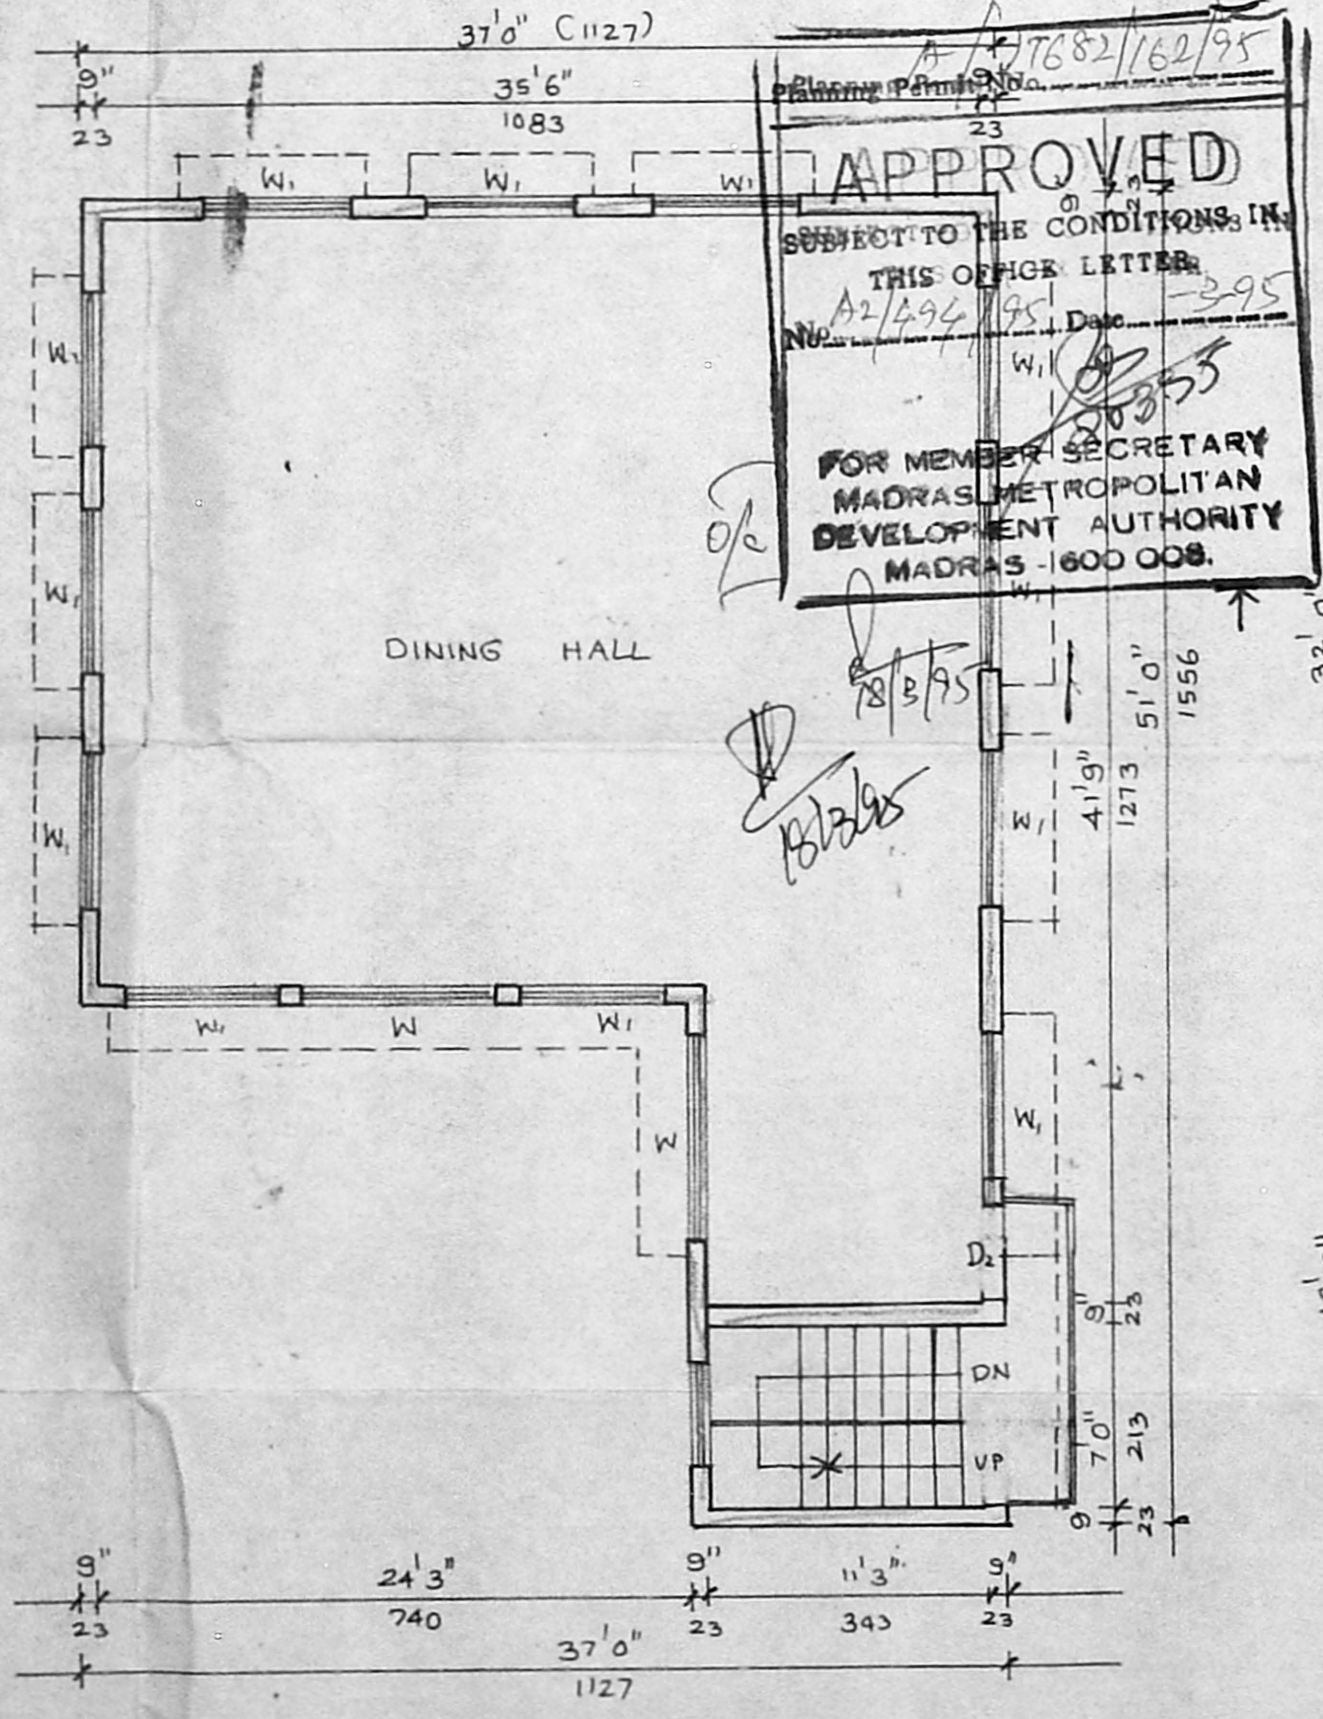 37'0" (1127)
9"
35'6"
9"
23
1083
23
A / 17682/162/95
Planning Permit No.
APPROVED
SUBJECT TO THE CONDITIONS IN
THIS OFFICE LETTER
No. A2/494/95 Date -3-95
FOR MEMBER SECRETARY
MADRAS METROPOLITAN
DEVELOPMENT AUTHORITY
MADRAS - 600 008.
W₁ W₁ W₁
9
23
W₁
W₁
O/c
W₁
W₁
DINING HALL
18/3/95
18/3/95
51'0"
1556
41'9"
1273
W₁
W₁
W₁ W W₁
W
W₁
D₂
9"
23
DN
UP
7'0"
213
9
23
9" 24'3" 9" 11'3" 9"
23 740 23 343 23
37'0"
1127